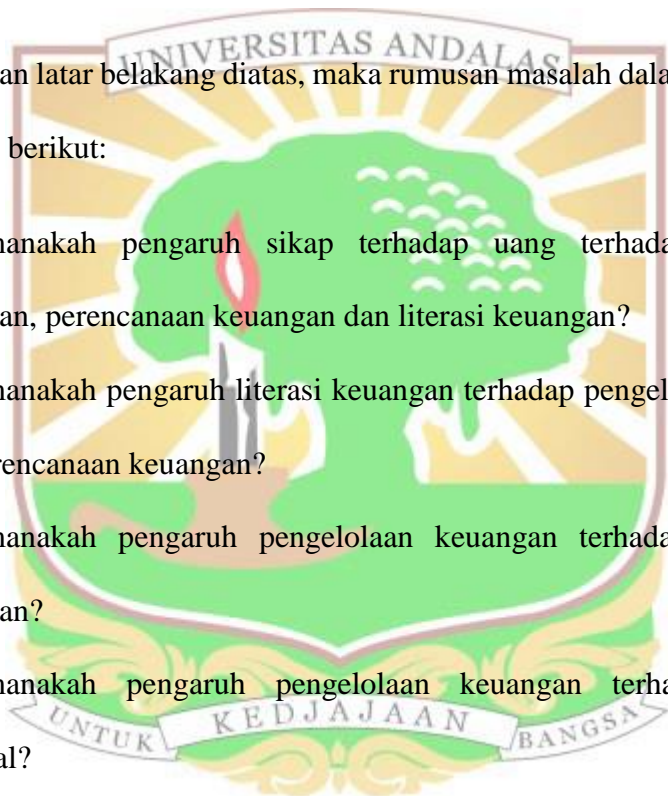 UNIVERSITAS ANDALAS
an latar belakang diatas, maka rumusan masalah dala
berikut:
nanakah pengaruh sikap terhadap uang terhada
an, perencanaan keuangan dan literasi keuangan?
nanakah pengaruh literasi keuangan terhadap pengel
rencanaan keuangan?
nanakah pengaruh pengelolaan keuangan terhada
an?
nanakah pengaruh pengelolaan keuangan terha
UNTUK KEDJAJAAN BANGSA
al?